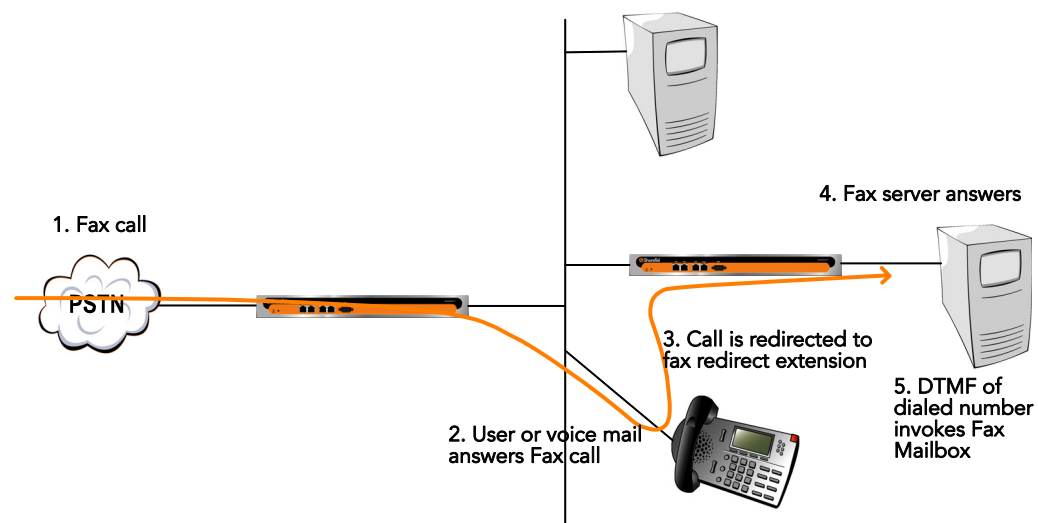 4. Fax server answers
1. Fax call
ShoreTel
PSTN
3. Call is redirected to
fax redirect extension
5. DTMF of
dialed number
invokes Fax
Mailbox
2. User or voice mail
answers Fax call